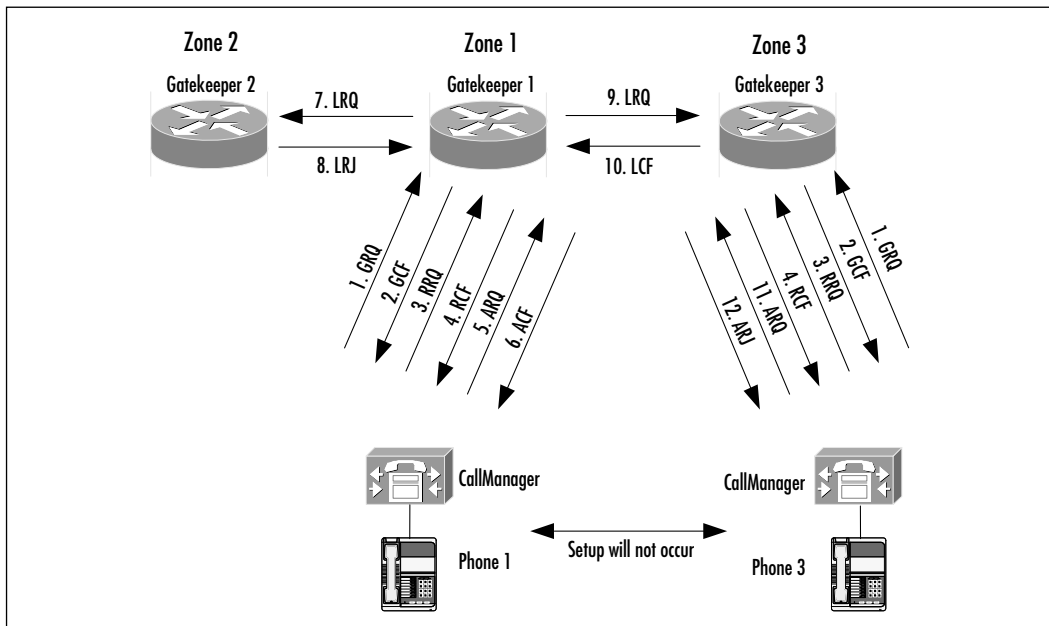 Zone 2
Zone 1
Zone 3
Gatekeeper 2
Gatekeeper 1
Gatekeeper 3
7. LRQ
9. LRQ
8. LRJ
10. LCF
1. GRQ
2. GCF
3. RRQ
4. RCF
5. ARQ
6. ACF
12. ARJ
11. ARQ
4. RCF
3. RRQ
2. GCF
1. GRQ
CallManager
CallManager
Phone 1
Setup will not occur
Phone 3